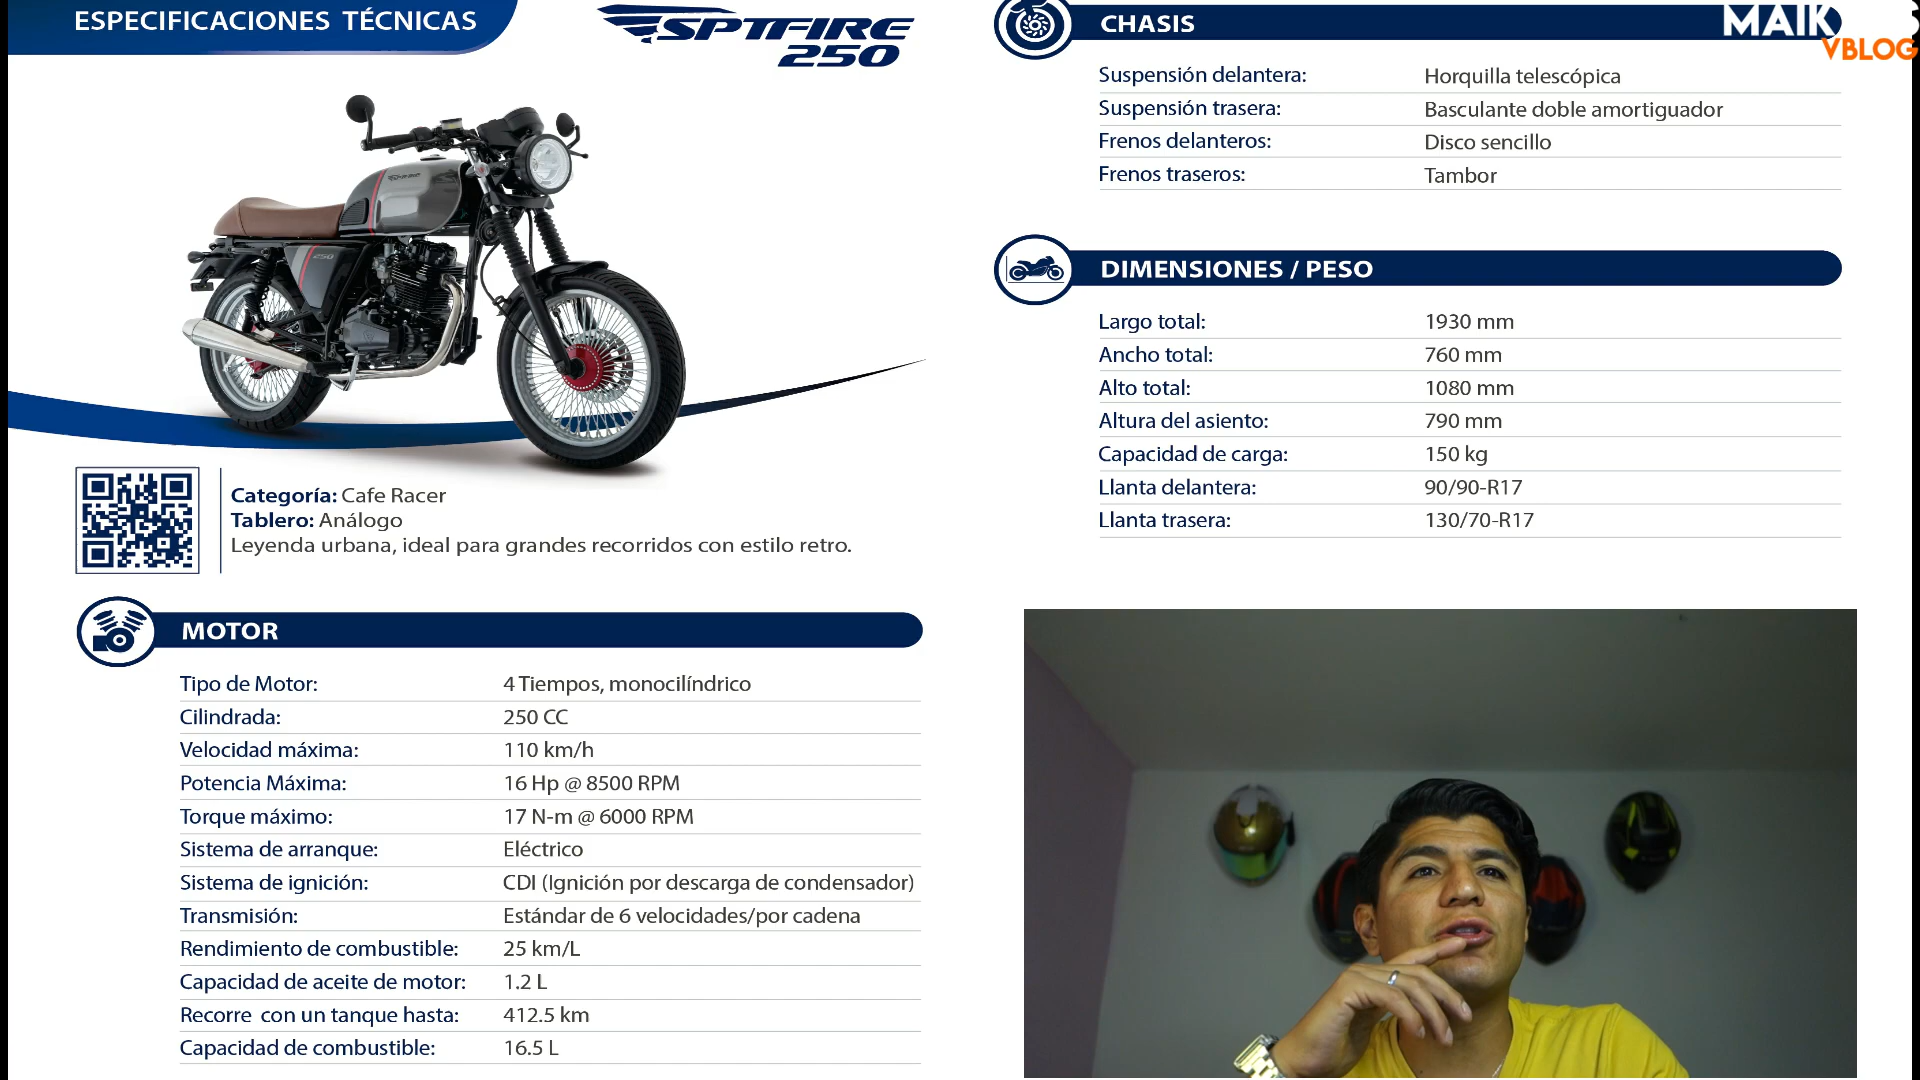 ESPECIFICACIONES TÉCNICAS
SPTFIRE
250
250
Categoría: Cafe Racer
Tablero: Análogo
Leyenda urbana, ideal para grandes recorridos con estilo retro.
MOTOR
Tipo de Motor: 4 Tiempos, monocilíndrico
Cilindrada: 250 CC
Velocidad máxima: 110 km/h
Potencia Máxima: 16 Hp @ 8500 RPM
Torque máximo: 17 N-m @ 6000 RPM
Sistema de arranque: Eléctrico
Sistema de ignición: CDI (Ignición por descarga de condensador)
Transmisión: Estándar de 6 velocidades/por cadena
Rendimiento de combustible: 25 km/L
Capacidad de aceite de motor: 1.2 L
Recorre con un tanque hasta: 412.5 km
Capacidad de combustible: 16.5 L
CHASIS
Suspensión delantera: Horquilla telescópica
Suspensión trasera: Basculante doble amortiguador
Frenos delanteros: Disco sencillo
Frenos traseros: Tambor
DIMENSIONES / PESO
Largo total: 1930 mm
Ancho total: 760 mm
Alto total: 1080 mm
Altura del asiento: 790 mm
Capacidad de carga: 150 kg
Llanta delantera: 90/90-R17
Llanta trasera: 130/70-R17
VBLOG